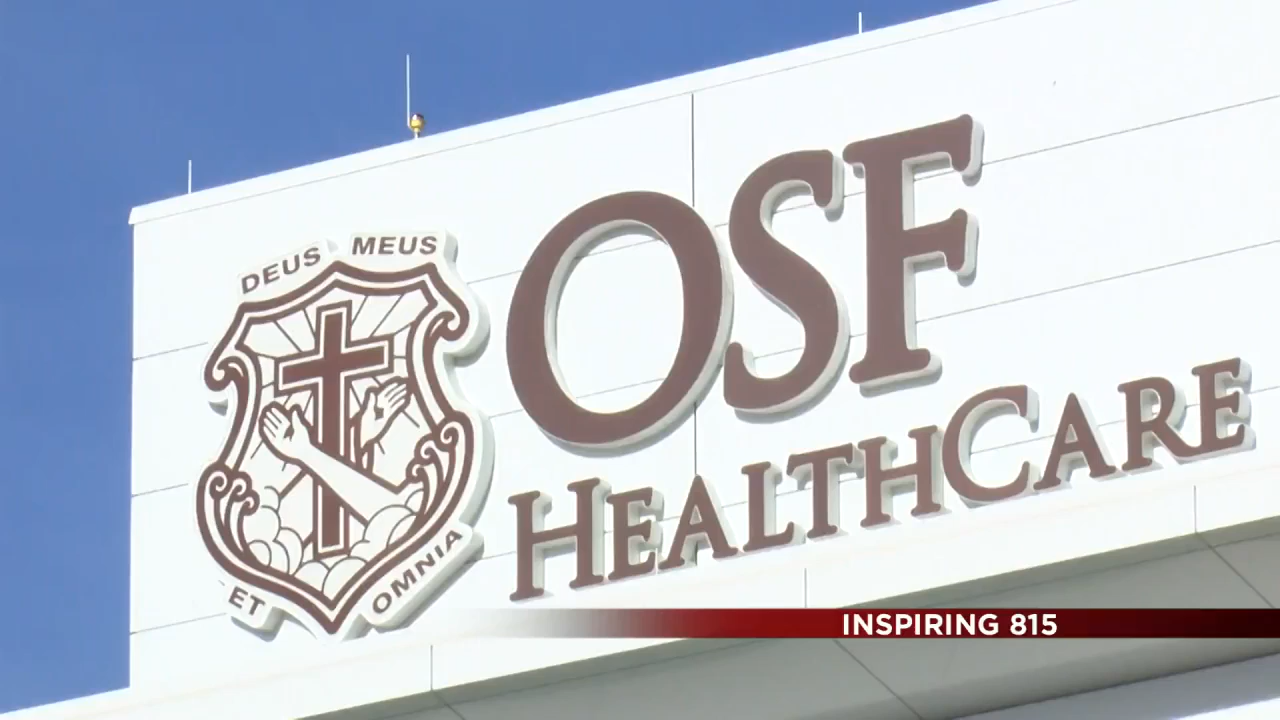 DEUS MEUS
ET OMNIA
OSF
HEALTHCARE
INSPIRING 815